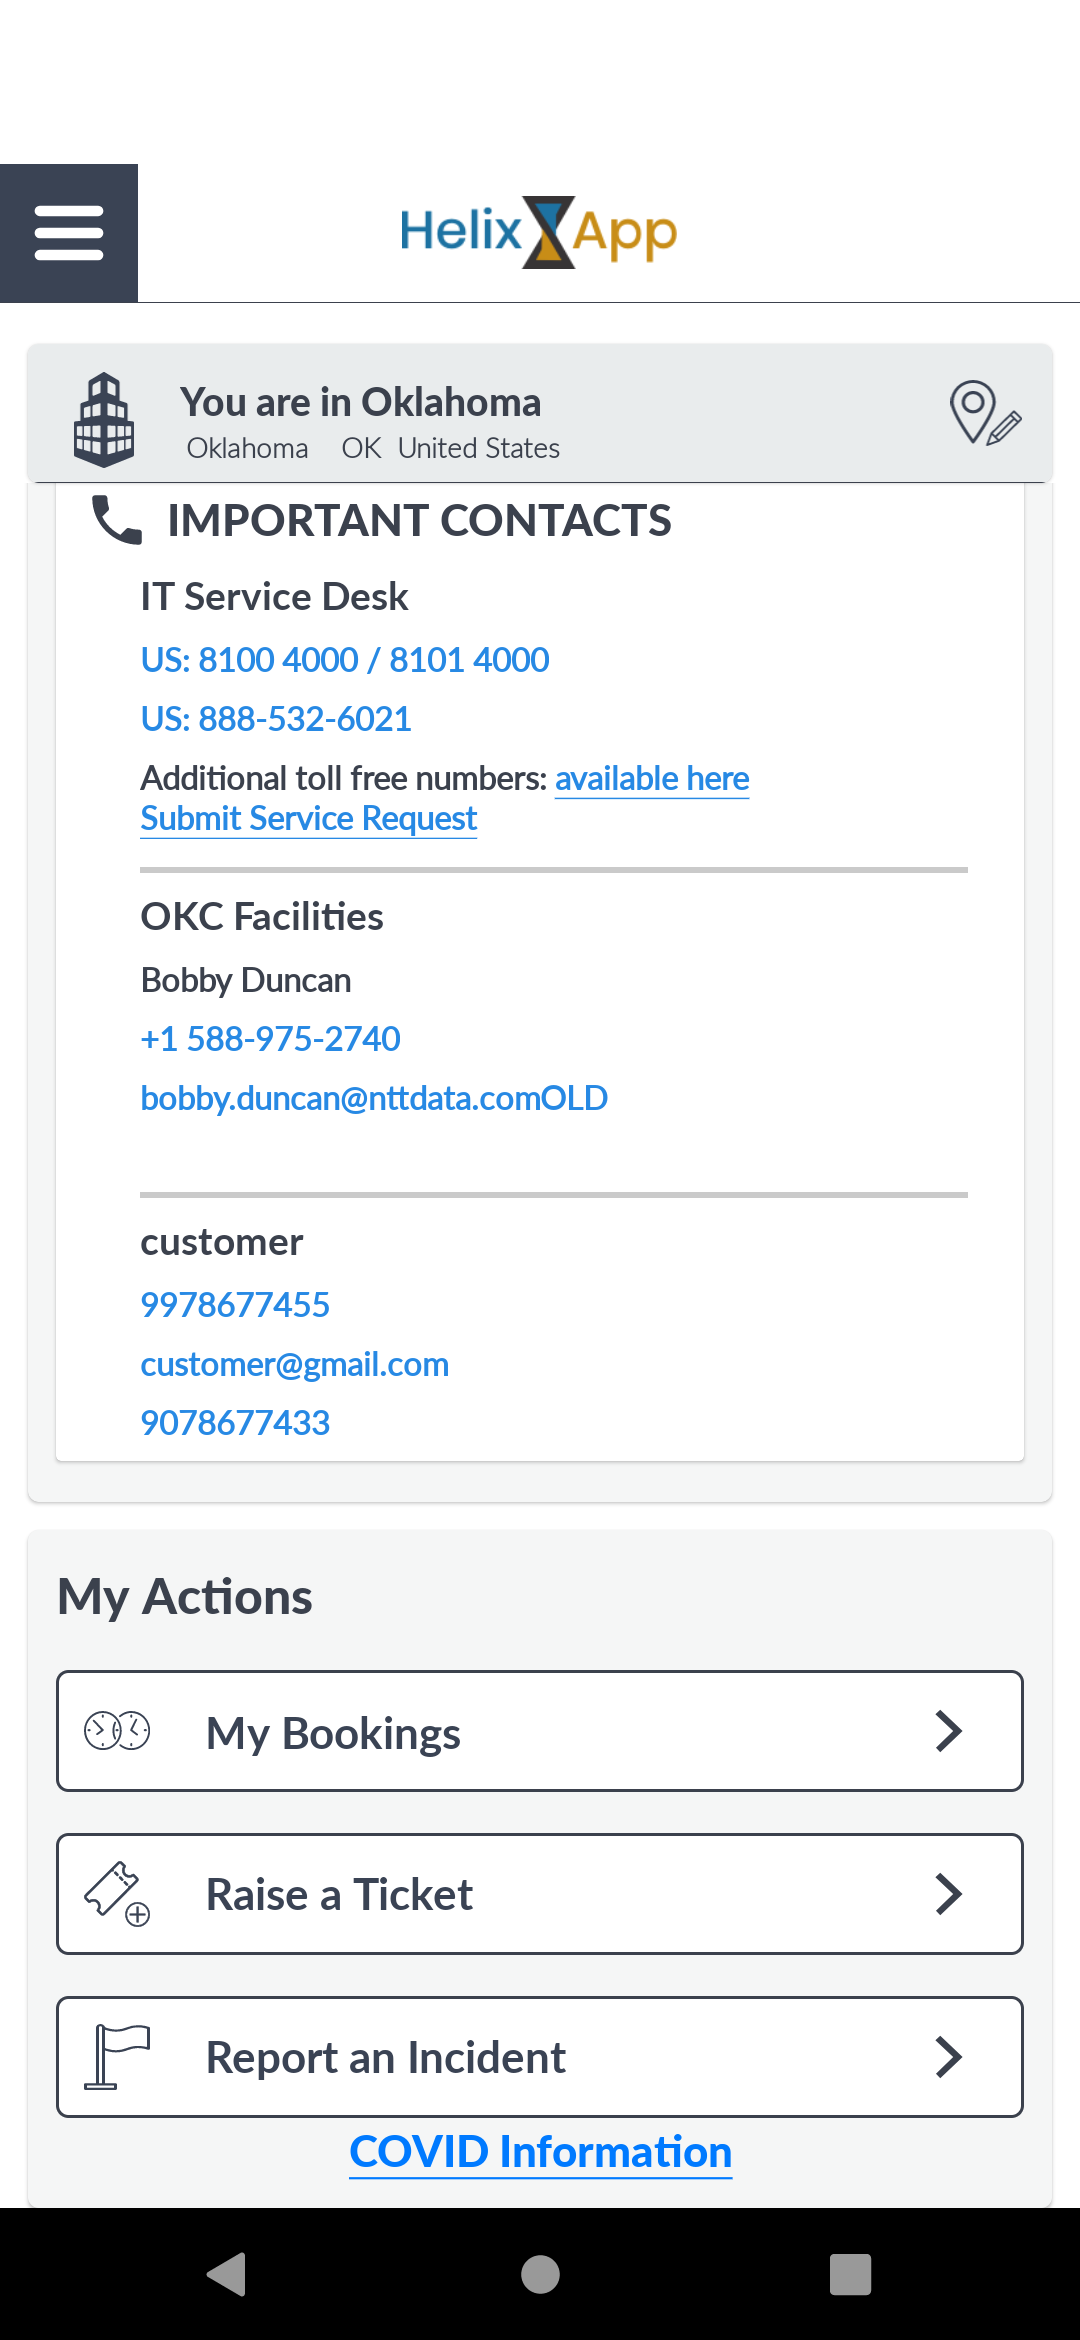 Helix App
You are in Oklahoma
Oklahoma OK United States
IMPORTANT CONTACTS
IT Service Desk
US: 8100 4000 / 8101 4000
US: 888-532-6021
Additional toll free numbers: available here
Submit Service Request
OKC Facilities
Bobby Duncan
+1 588-975-2740
bobby.duncan@nttdata.comOLD
customer
9978677455
customer@gmail.com
9078677433
My Actions
My Bookings
Raise a Ticket
Report an Incident
COVID Information